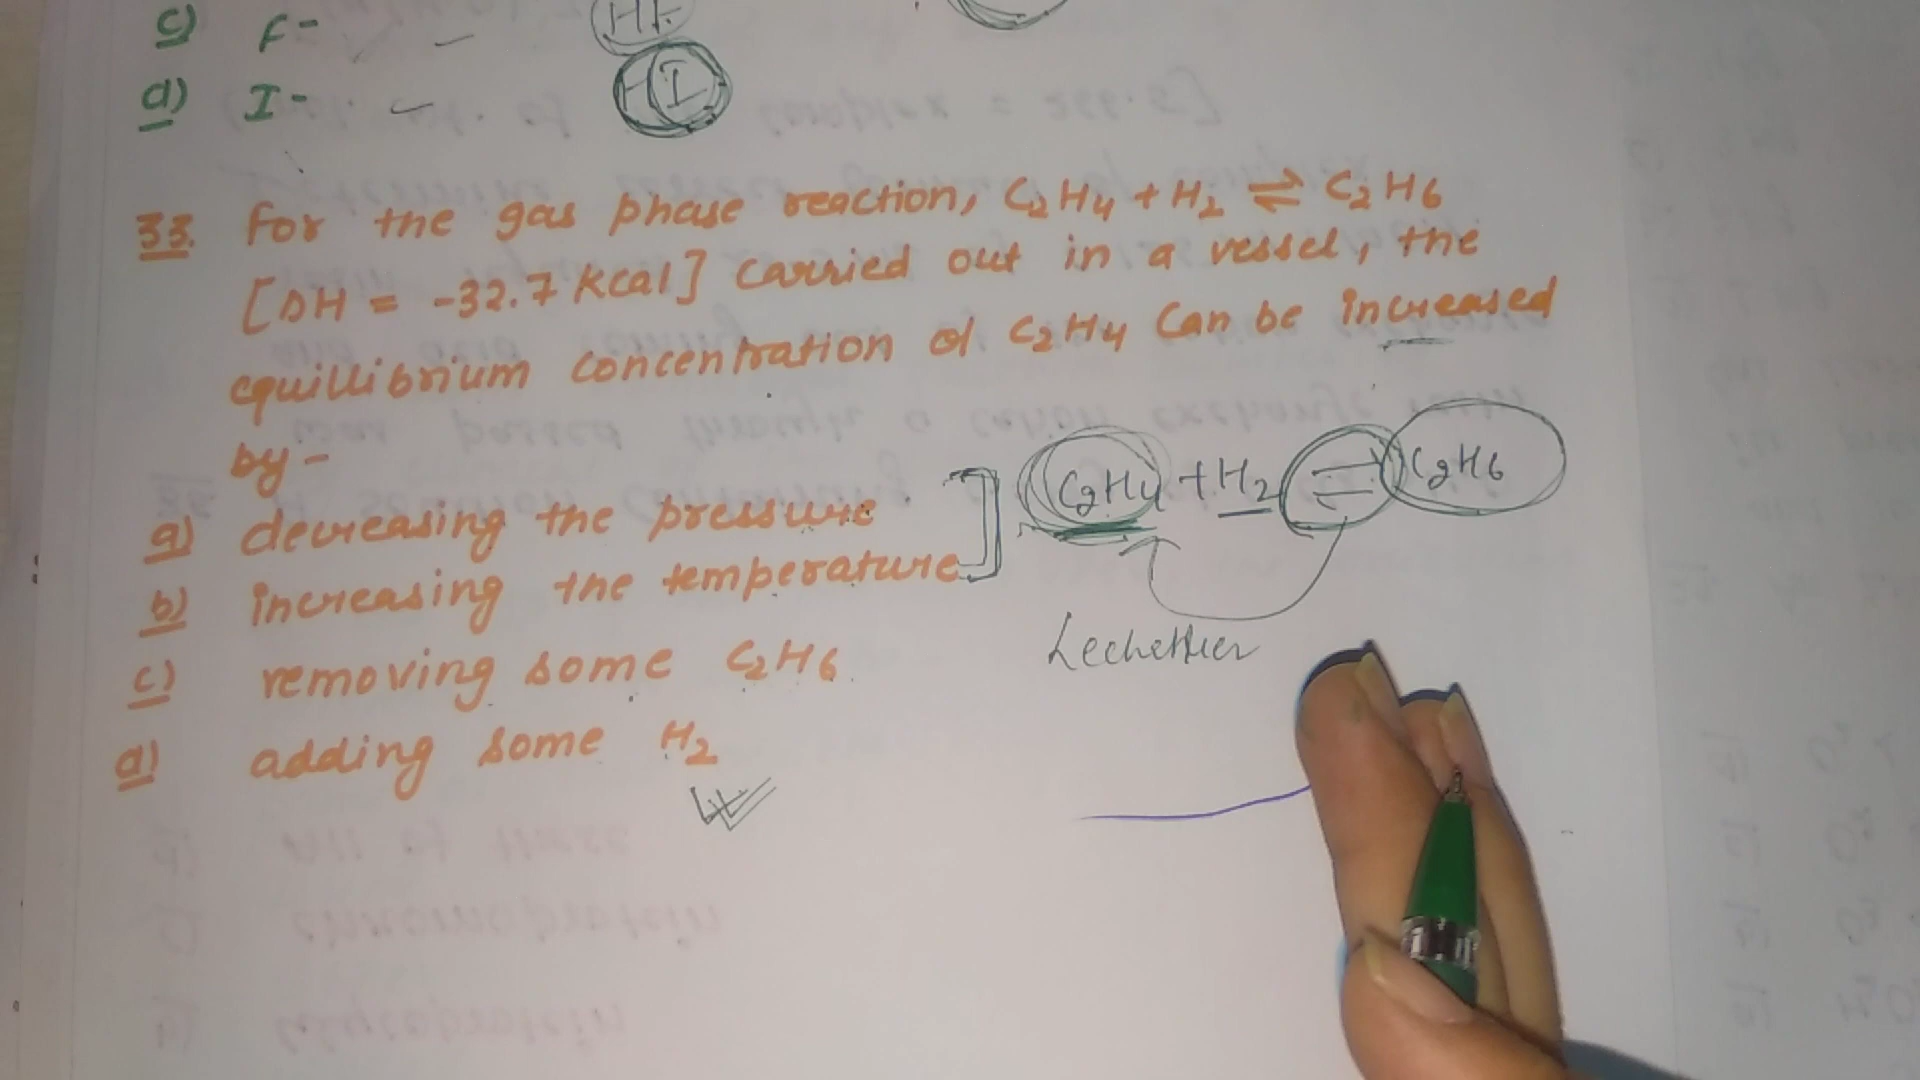 c) F-
HF
d) I-
HI
33. For the gas phase reaction, C2H4 + H2 ⇌ C2H6
[DH = -32.7 Kcal] carried out in a vessel, the
equillibrium concentration of C2H4 can be increased
by-
C2H4 + H2 ⇌ C2H6
a) decreasing the pressure
b) increasing the temperature
c) removing some C2H6
d) adding some H2